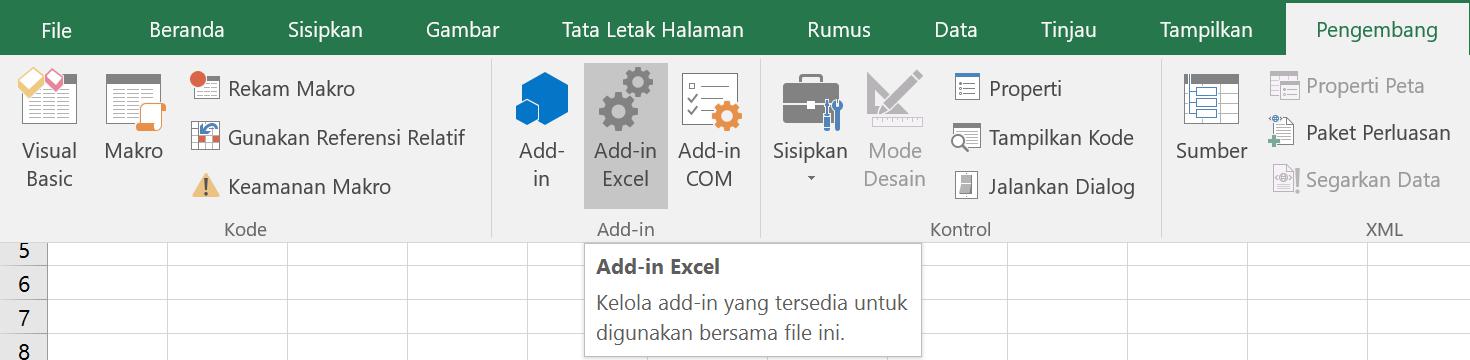 File Beranda Sisipkan Gambar Tata Letak Halaman Rumus Data Tinjau Tampilkan Pengembang
Visual
Basic
Makro
Rekam Makro
Gunakan Referensi Relatif
Keamanan Makro
Kode
Add-
in
Add-in
Excel
Add-in
COM
Add-in
Sisipkan
Mode
Desain
Properti
Tampilkan Kode
Jalankan Dialog
Kontrol
Sumber
Properti Peta
Paket Perluasan
Segarkan Data
XML
5
6
7
8
Add-in Excel
Kelola add-in yang tersedia untuk
digunakan bersama file ini.